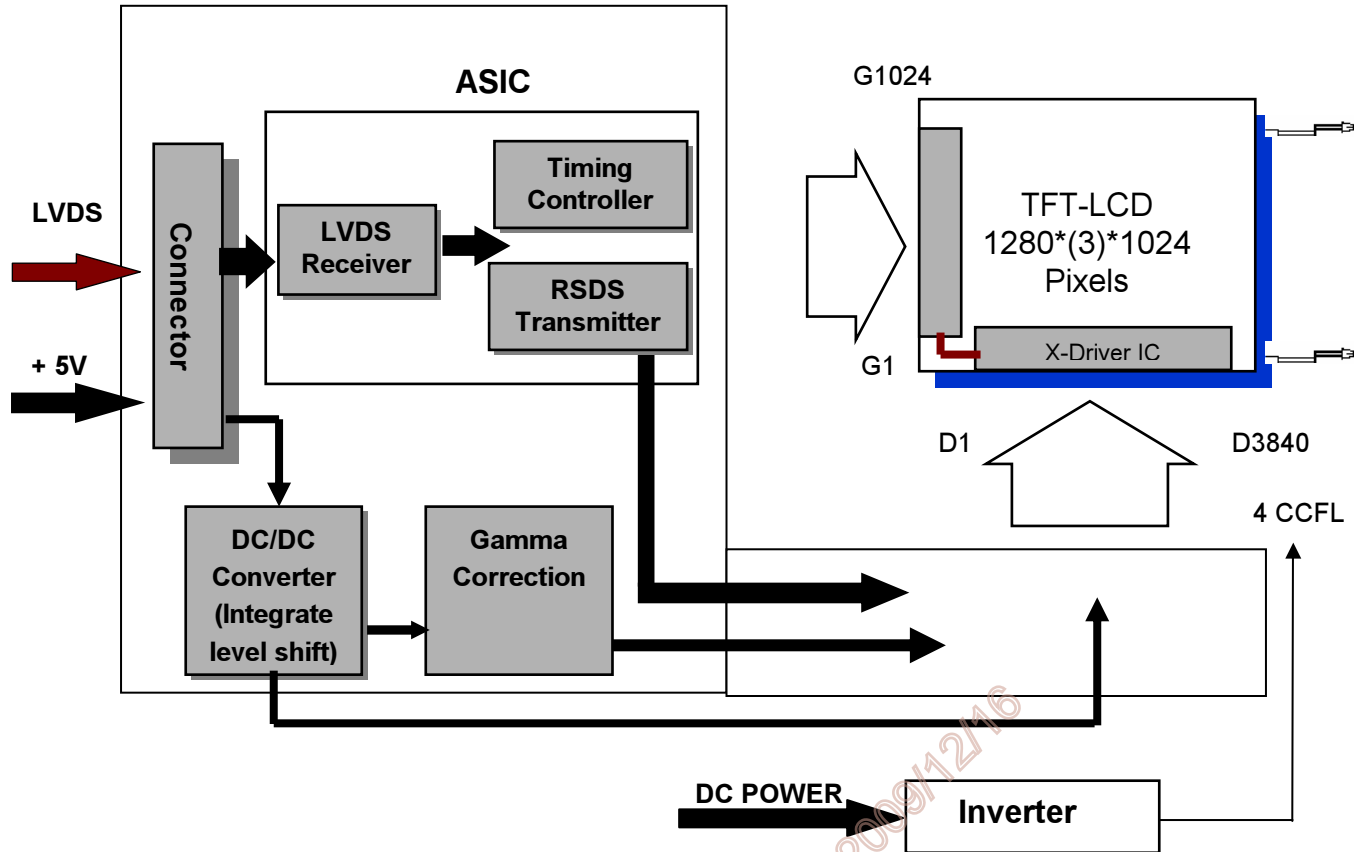 ASIC
LVDS
+ 5V
Connector
LVDS
Receiver
Timing
Controller
RSDS
Transmitter
DC/DC
Converter
(Integrate
level shift)
Gamma
Correction
G1024
G1
TFT-LCD
1280*(3)*1024
Pixels
X-Driver IC
D1
D3840
4 CCFL
DC POWER
Inverter
2009/12/16